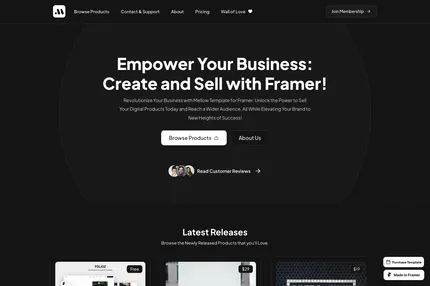 Browse Products
Contact & Support
About
Pricing
Wall of Love
Join Membership
Empower Your Business:
Create and Sell with Framer!
Revolutionize Your Business with Mellow Template for Framer. Unlock the Power to Sell
Your Digital Products Today and Reach a Wider Audience. All While Elevating Your Brand to
New Heights of Success!
Browse Products
About Us
Read Customer Reviews
Latest Releases
Browse the Newly Released Products that you'll Love.
FOLIOZ
Free
$29
$19
Purchase Template
Made in Framer